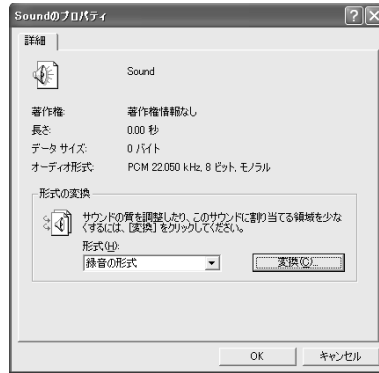 Soundのプロパティ
詳細
Sound
著作権: 著作権情報なし
長さ: 0.00 秒
データ サイズ: 0 バイト
オーディオ形式: PCM 22.050 kHz, 8 ビット, モノラル
形式の変換
サウンドの質を調整したり、このサウンドに割り当てる領域を少な
くするには、[変換] をクリックしてください。
形式(H):
録音の形式 変換(C)...
OK キャンセル